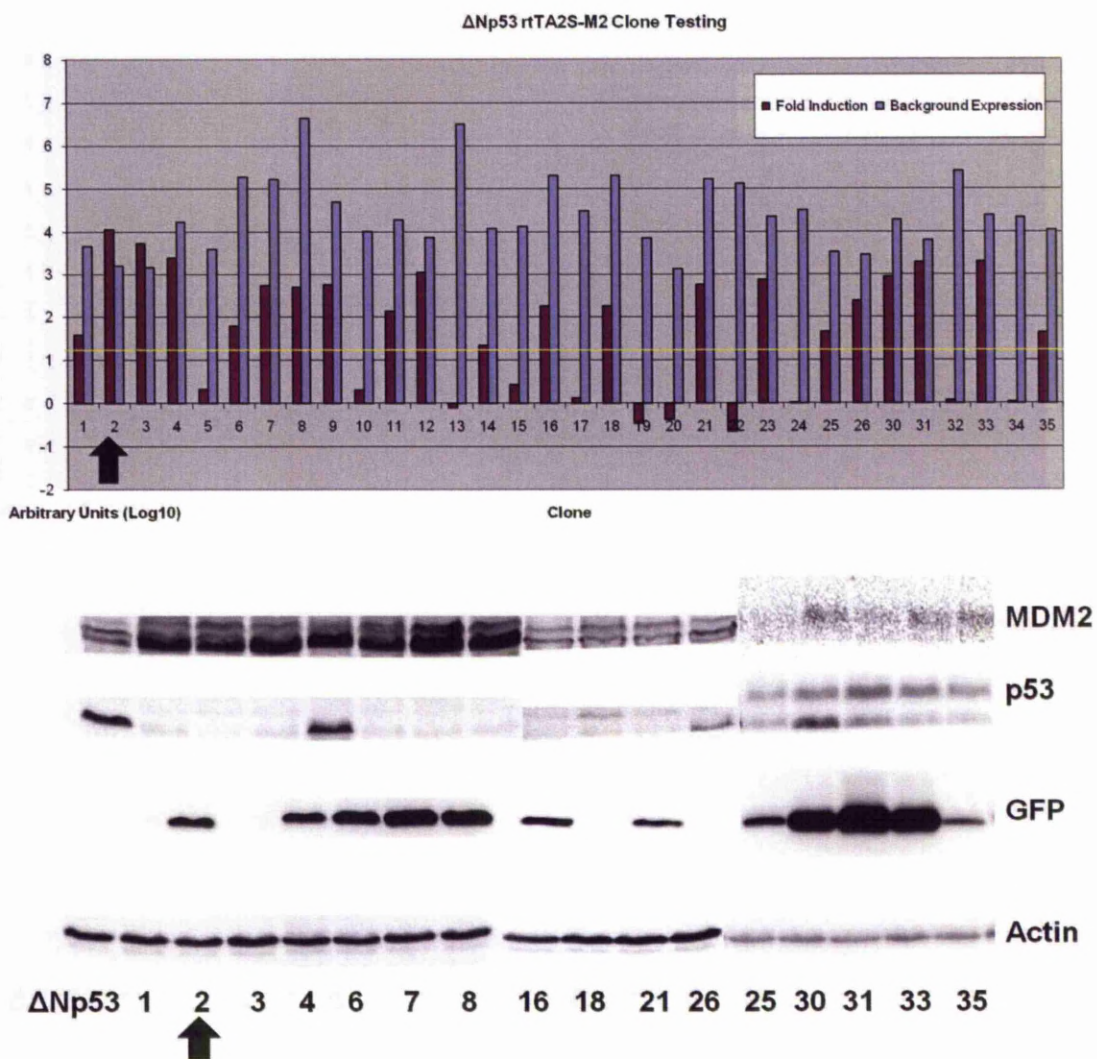 ΔNp53 rtTA2S-M2 Clone Testing
8
7
6
5
4
3
2
1
0
-1
-2
Fold Induction Background Expression
1 2 3 4 5 6 7 8 9 10 11 12 13 14 15 16 17 18 19 20 21 22 23 24 25 26 30 31 32 33 34 35
Arbitrary Units (Log10)
Clone
MDM2
p53
GFP
Actin
ΔNp53 1 2 3 4 6 7 8 16 18 21 26 25 30 31 33 35